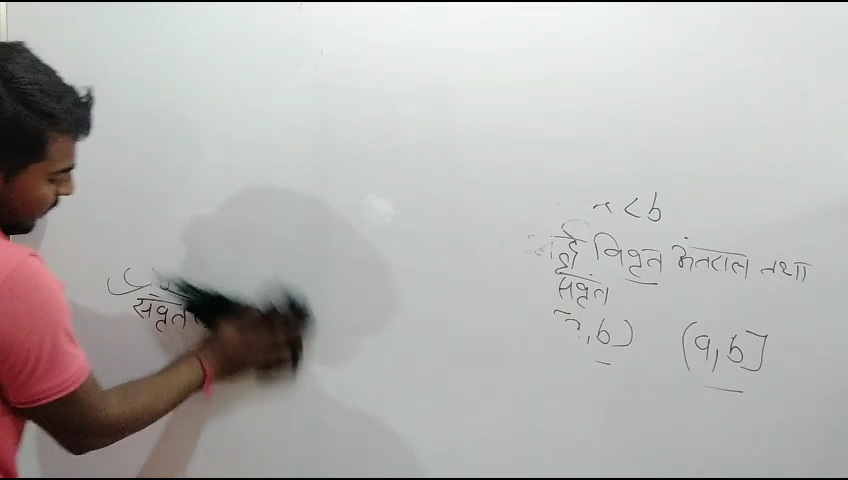 < b
विवृत अंतराल तथा
संवृत
, b) (a, b]
संवृत